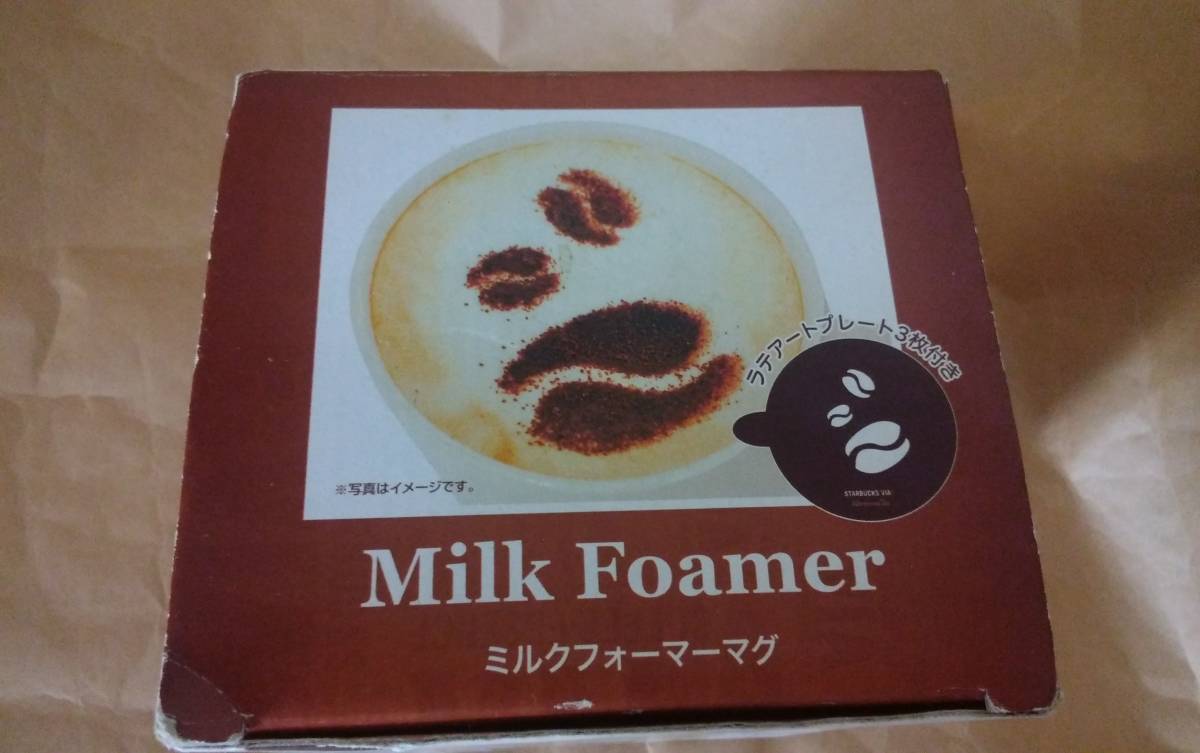 ラテアートプレート3枚付き
STARBUCKS VIA
※写真はイメージです。
Milk Foamer
ミルクフォーマーマグ